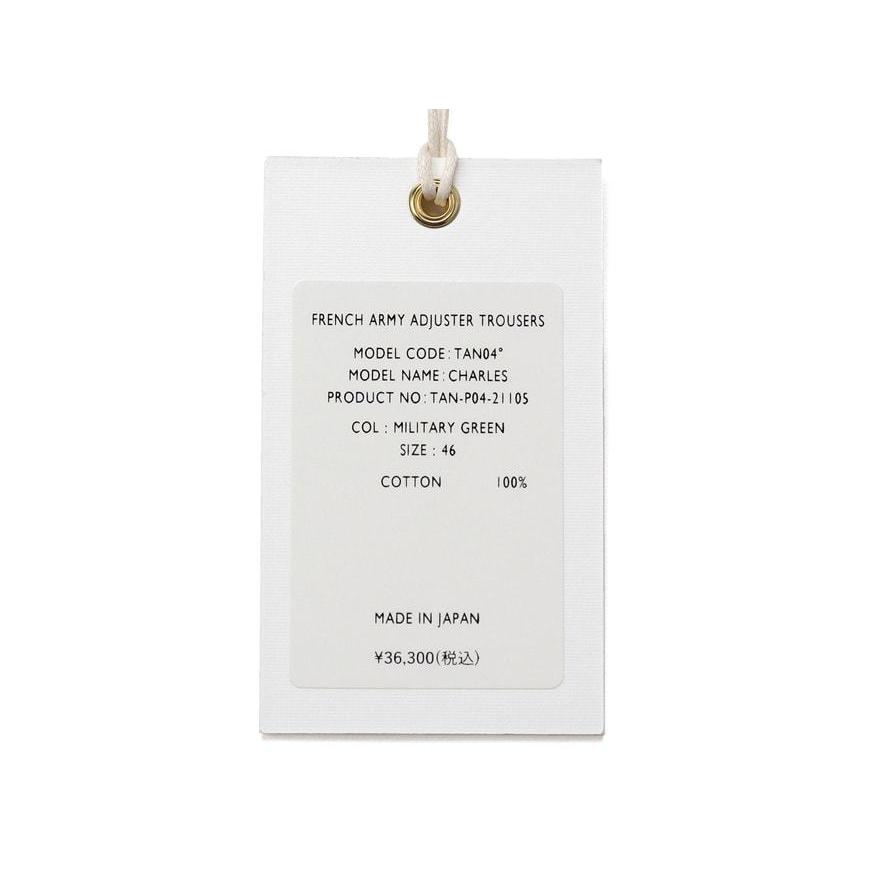 FRENCH ARMY ADJUSTER TROUSERS
MODEL CODE : TAN04°
MODEL NAME : CHARLES
PRODUCT NO : TAN-P04-21105
COL : MILITARY GREEN
SIZE : 46
COTTON 100%
MADE IN JAPAN
¥36,300(税込)